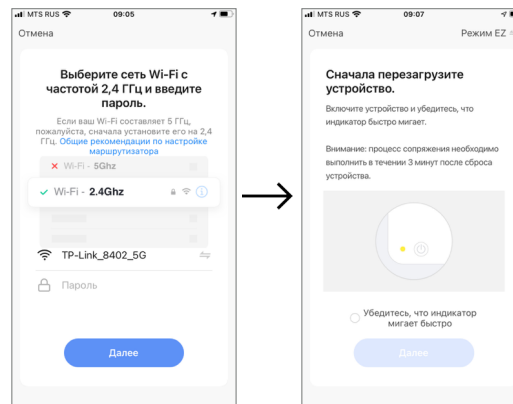 MTS RUS 09:05
Отмена
Выберите сеть Wi-Fi с
частотой 2,4 ГГц и введите
пароль.
Если ваш Wi-Fi составляет 5 ГГц,
пожалуйста, сначала установите его на 2,4
ГГц. Общие рекомендации по настройке
маршрутизатора
Wi-Fi - 5Ghz
Wi-Fi - 2.4Ghz
TP-Link_8402_5G
Пароль
Далее
MTS RUS 09:07
Отмена Режим EZ
Сначала перезагрузите
устройство.
Включите устройство и убедитесь, что
индикатор быстро мигает.
Внимание: процесс сопряжения необходимо
выполнить в течении 3 минут после сброса
устройства.
Убедитесь, что индикатор
мигает быстро
Далее